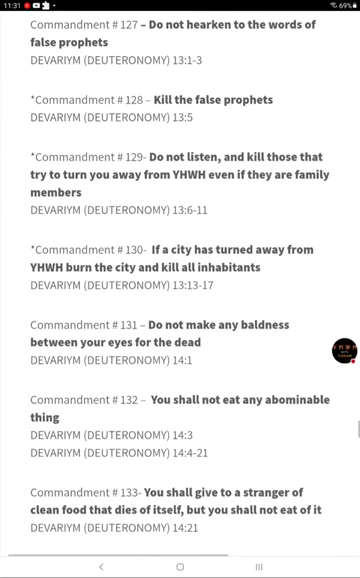 11:31
69%
Commandment # 127 – Do not hearken to the words of
false prophets
DEVARIYM (DEUTERONOMY) 13:1-3
*Commandment # 128 – Kill the false prophets
DEVARIYM (DEUTERONOMY) 13:5
*Commandment # 129- Do not listen, and kill those that
try to turn you away from YHWH even if they are family
members
DEVARIYM (DEUTERONOMY) 13:6-11
*Commandment # 130- If a city has turned away from
YHWH burn the city and kill all inhabitants
DEVARIYM (DEUTERONOMY) 13:13-17
Commandment # 131 – Do not make any baldness
between your eyes for the dead
DEVARIYM (DEUTERONOMY) 14:1
Commandment # 132 – You shall not eat any abominable
thing
DEVARIYM (DEUTERONOMY) 14:3
DEVARIYM (DEUTERONOMY) 14:4-21
Commandment # 133- You shall give to a stranger of
clean food that dies of itself, but you shall not eat of it
DEVARIYM (DEUTERONOMY) 14:21